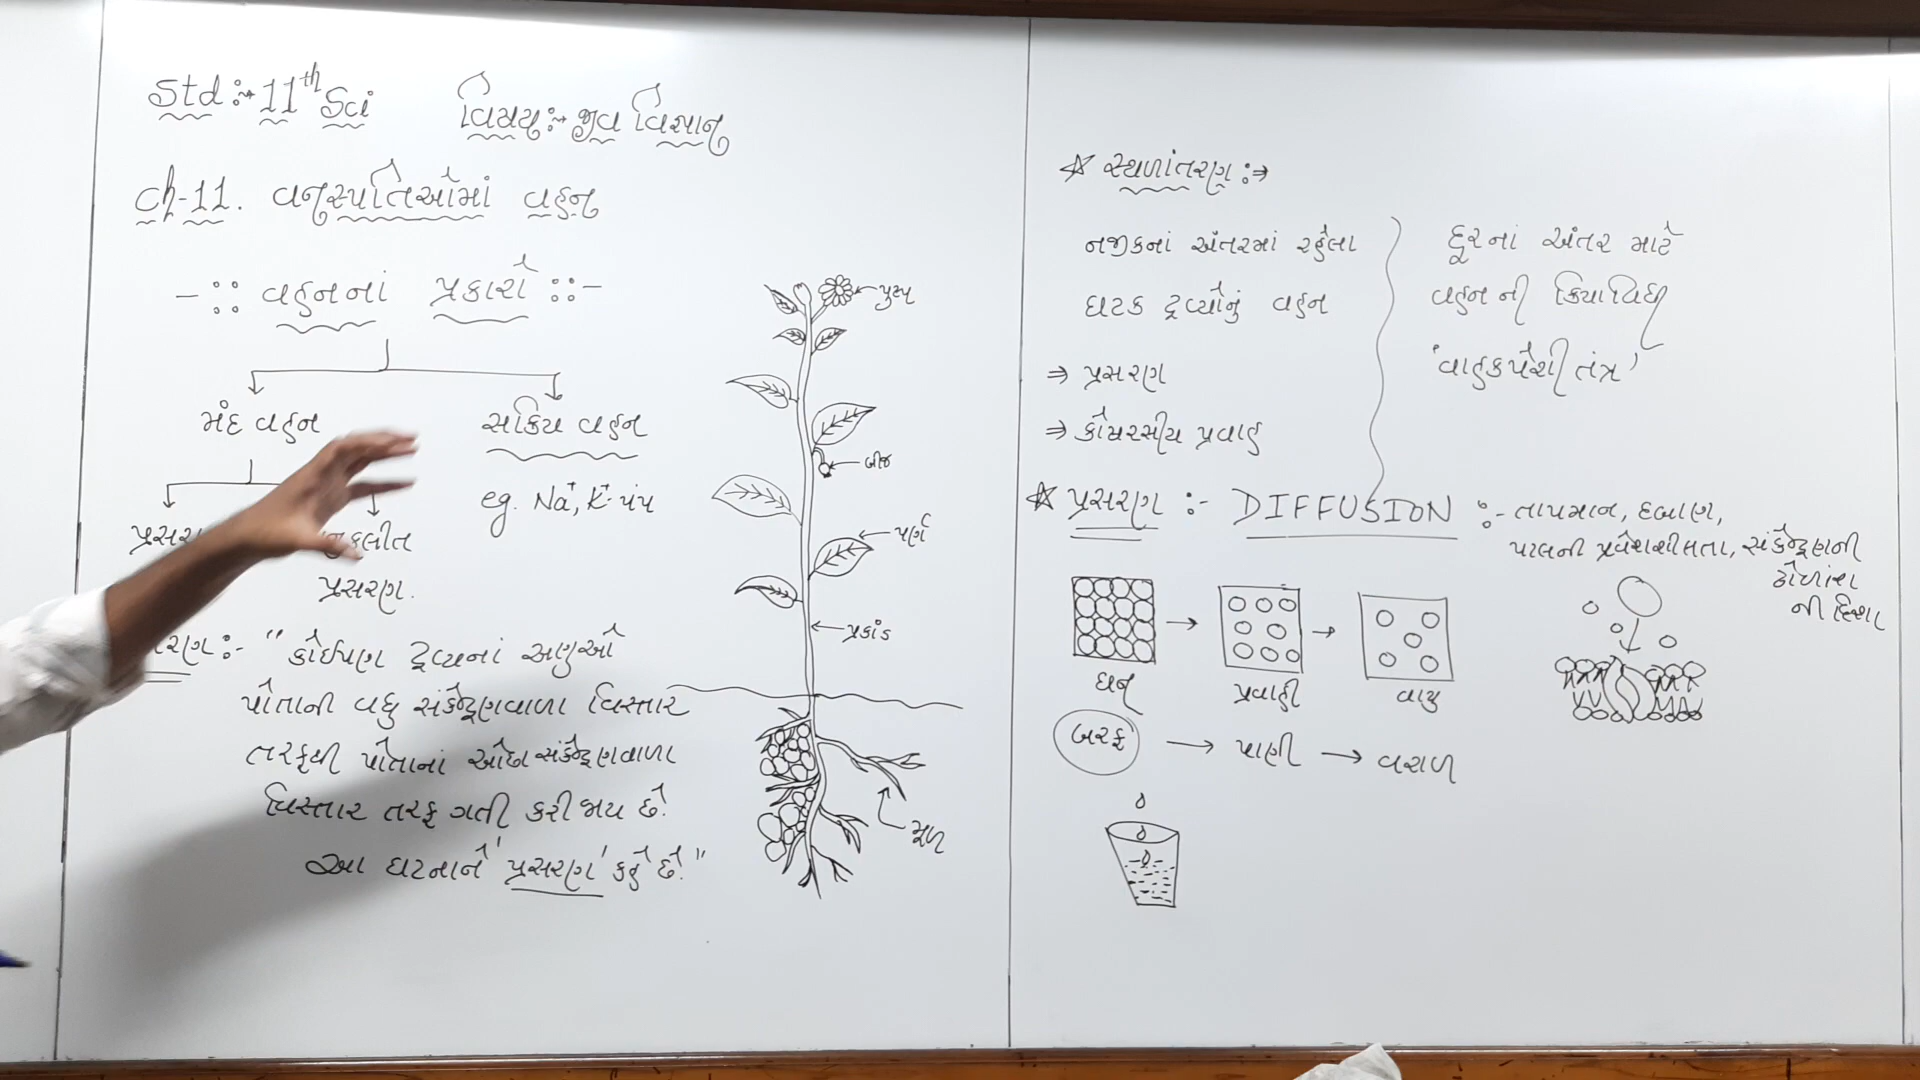 Std :→ 11th Sci
વિષય :→ જીવ વિજ્ઞાન
ch-11. વનસ્પતિઓમાં વહન
-:: વહનનાં પ્રકારો ::-
મંદ વહન
સક્રિય વહન
eg. Na⁺, K⁺-પંપ
પ્રસરણ.
:- "કોઈપણ દ્રવ્યનાં અણુઓ
પોતાની વધુ સંકેન્દ્રણવાળા વિસ્તાર
તરફથી પોતાનાં ઓછા સંકેન્દ્રણવાળા
વિસ્તાર તરફ ગતી કરી જાય છે.
આ ઘટનાને 'પ્રસરણ' કહે છે."
પુષ્પ
બીજ
પર્ણ
પ્રકાંડ
મૂળ
☆ સ્થળાંતરણ :⇒
નજીકનાં અંતરમાં રહેલા
ઘટક દ્રવ્યોનું વહન
⇒ પ્રસરણ
⇒ કોષરસીય પ્રવાહ
દૂરનાં અંતર માટે
વહન ની ક્રિયાવિધી
'વાહકપેશી તંત્ર'
☆ પ્રસરણ :- DIFFUSION :- તાપમાન, દબાણ,
પટલની પ્રવેશશીલતા, સંકેન્દ્રણની
ઢોળાંશ
ની દિશા
ઘન
પ્રવાહી
વાયુ
બરફ → પાણી → વરાળ